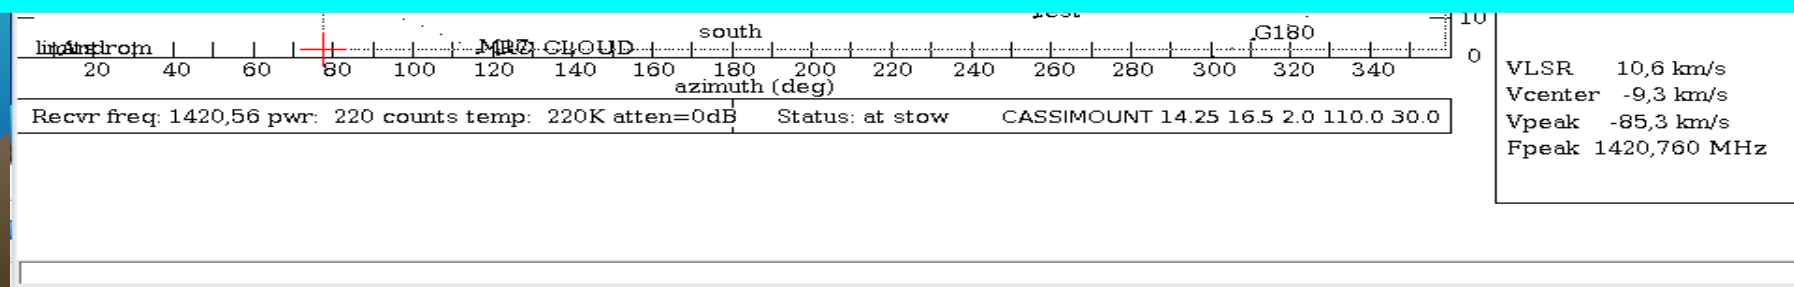 10
south
G180
CLOUD
0
20 40 60 80 100 120 140 160 180 200 220 240 260 280 300 320 340
azimuth (deg)
Recvr freq: 1420,56 pwr: 220 counts temp: 220K atten=0dB Status: at stow CASSIMOUNT 14.25 16.5 2.0 110.0 30.0
VLSR 10,6 km/s
Vcenter -9,3 km/s
Vpeak -85,3 km/s
Fpeak 1420,760 MHz